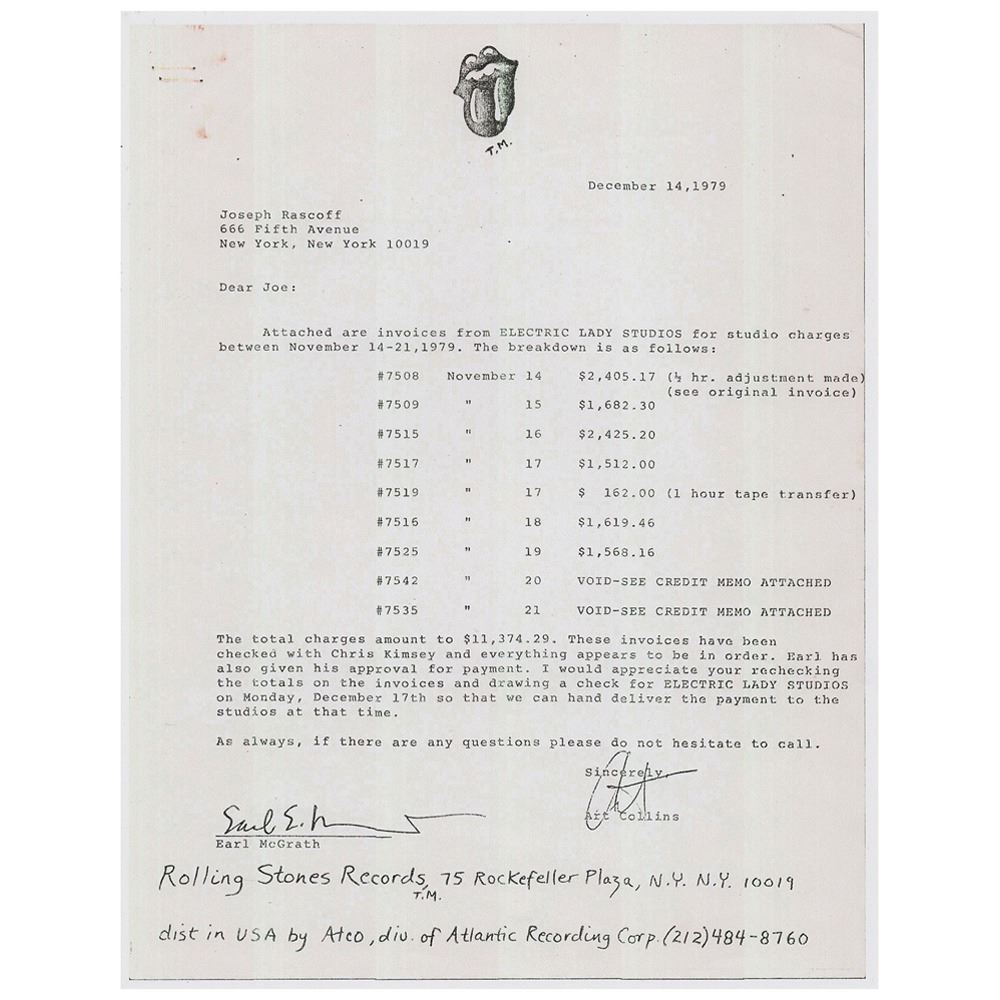 T.M.
December 14,1979
Joseph Rascoff
666 Fifth Avenue
New York, New York 10019
Dear Joe:
Attached are invoices from ELECTRIC LADY STUDIOS for studio charges
between November 14-21,1979. The breakdown is as follows:
#7508 November 14 $2,405.17 (½ hr. adjustment made)
(see original invoice)
#7509 " 15 $1,682.30
#7515 " 16 $2,425.20
#7517 " 17 $1,512.00
#7519 " 17 $ 162.00 (1 hour tape transfer)
#7516 " 18 $1,619.46
#7525 " 19 $1,568.16
#7542 " 20 VOID-SEE CREDIT MEMO ATTACHED
#7535 " 21 VOID-SEE CREDIT MEMO ATTACHED
The total charges amount to $11,374.29. These invoices have been
checked with Chris Kimsey and everything appears to be in order. Earl has
also given his approval for payment. I would appreciate your rechecking
the totals on the invoices and drawing a check for ELECTRIC LADY STUDIOS
on Monday, December 17th so that we can hand deliver the payment to the
studios at that time.
As always, if there are any questions please do not hesitate to call.
Sincerely,
Art Collins
Earl E.
Earl McGrath
Rolling Stones Records, 75 Rockefeller Plaza, N.Y. N.Y. 10019
T.M.
dist in USA by Atco, div. of Atlantic Recording Corp. (212)484-8760